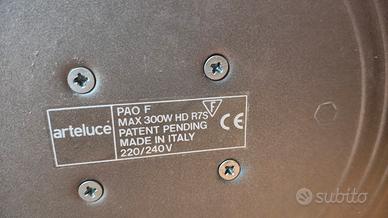 arteluce
PAO F
MAX 300W HD R7S F CE
PATENT PENDING
MADE IN ITALY
220/240V
subito